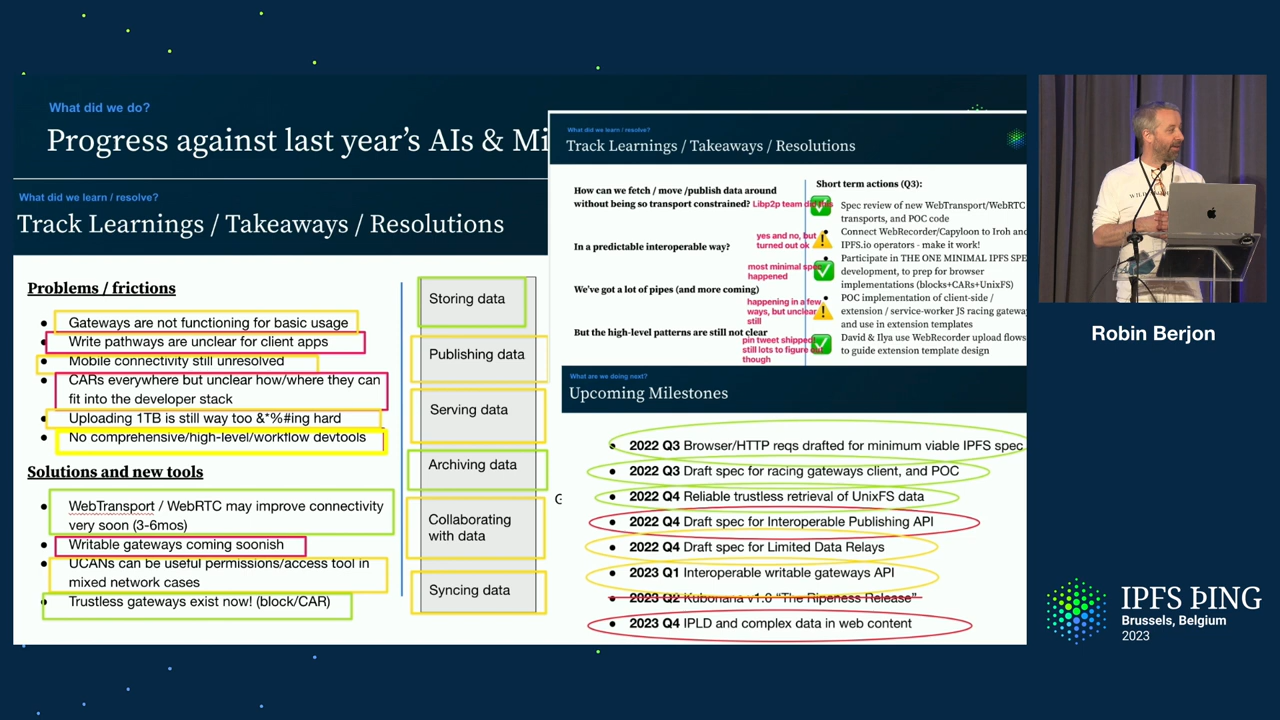 What did we do?
Progress against last year's AIs & Mi
What did we learn / resolve?
Track Learnings / Takeaways / Resolutions
Problems / frictions
Gateways are not functioning for basic usage
Write pathways are unclear for client apps
Mobile connectivity still unresolved
CARs everywhere but unclear how/where they can
fit into the developer stack
Uploading 1TB is still way too &*%#ing hard
No comprehensive/high-level/workflow devtools
Solutions and new tools
WebTransport / WebRTC may improve connectivity
very soon (3-6mos)
Writable gateways coming soonish
UCANs can be useful permissions/access tool in
mixed network cases
Trustless gateways exist now! (block/CAR)
Storing data
Publishing data
Serving data
Archiving data
Collaborating
with data
Syncing data
What did we learn / resolve?
Track Learnings / Takeaways / Resolutions
How can we fetch / move /publish data around
without being so transport constrained? Libp2p team did this
yes and no, but
turned out ok
In a predictable interoperable way?
most minimal spec
happened
We've got a lot of pipes (and more coming)
happening in a few
ways, but unclear
still
But the high-level patterns are still not clear
pin tweet shipped,
still lots to figure out
though
Short term actions (Q3):
Spec review of new WebTransport/WebRTC
transports, and POC code
Connect WebRecorder/Capyloon to Iroh and
IPFS.io operators - make it work!
Participate in THE ONE MINIMAL IPFS SPE
development, to prep for browser
implementations (blocks+CARs+UnixFS)
POC implementation of client-side /
extension / service-worker JS racing gateway
and use in extension templates
David & Ilya use WebRecorder upload flows
to guide extension template design
What are we doing next?
Upcoming Milestones
2022 Q3 Browser/HTTP reqs drafted for minimum viable IPFS spec
2022 Q3 Draft spec for racing gateways client, and POC
2022 Q4 Reliable trustless retrieval of UnixFS data
2022 Q4 Draft spec for Interoperable Publishing API
2022 Q4 Draft spec for Limited Data Relays
2023 Q1 Interoperable writable gateways API
2023 Q2 Kubonana v1.0 "The Ripeness Release"
2023 Q4 IPLD and complex data in web content
G
Robin Berjon
IPFS ÞING
Brussels, Belgium
2023